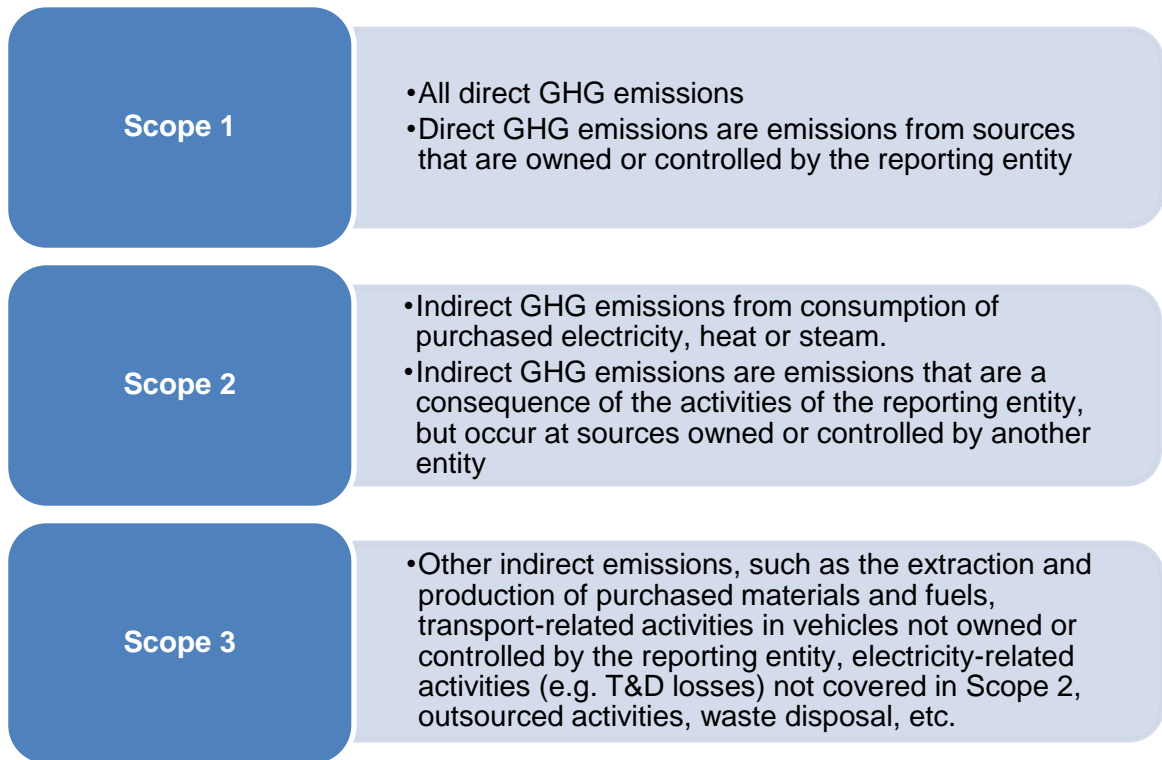 Scope 1
•All direct GHG emissions
•Direct GHG emissions are emissions from sources
that are owned or controlled by the reporting entity
Scope 2
•Indirect GHG emissions from consumption of
purchased electricity, heat or steam.
•Indirect GHG emissions are emissions that are a
consequence of the activities of the reporting entity,
but occur at sources owned or controlled by another
entity
Scope 3
•Other indirect emissions, such as the extraction and
production of purchased materials and fuels,
transport-related activities in vehicles not owned or
controlled by the reporting entity, electricity-related
activities (e.g. T&D losses) not covered in Scope 2,
outsourced activities, waste disposal, etc.